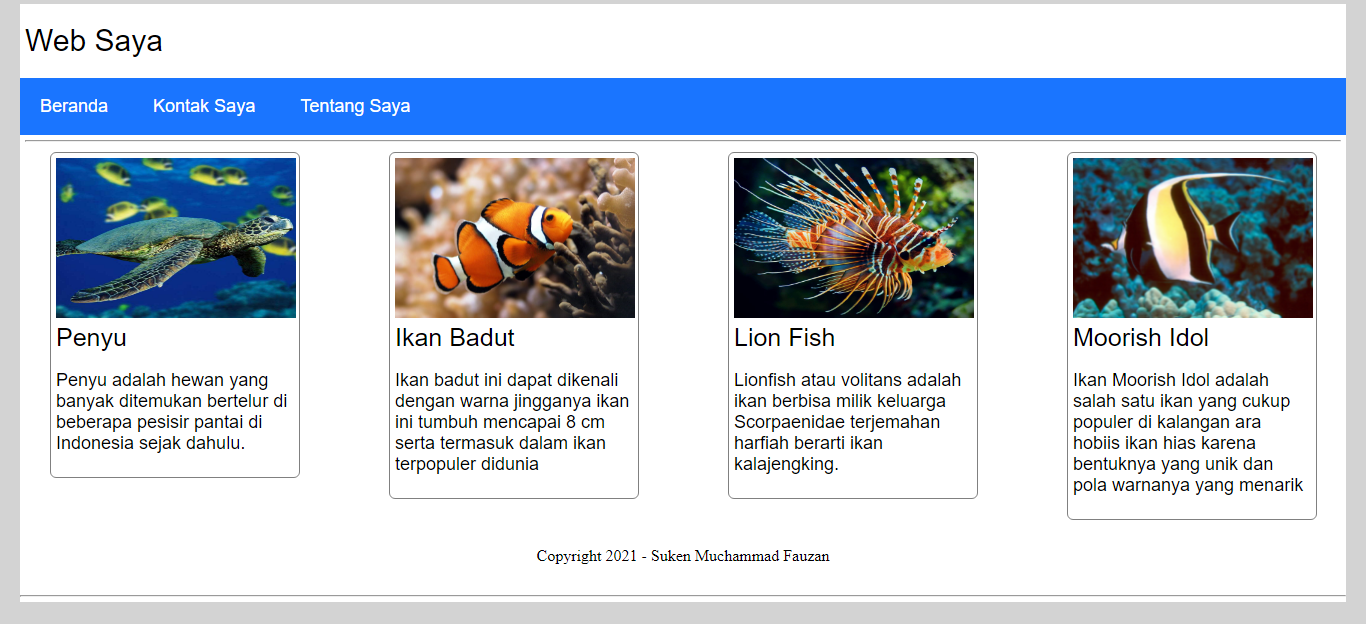 Web Saya
Beranda Kontak Saya Tentang Saya
Penyu
Penyu adalah hewan yang
banyak ditemukan bertelur di
beberapa pesisir pantai di
Indonesia sejak dahulu.
Ikan Badut
Ikan badut ini dapat dikenali
dengan warna jingganya ikan
ini tumbuh mencapai 8 cm
serta termasuk dalam ikan
terpopuler didunia
Lion Fish
Lionfish atau volitans adalah
ikan berbisa milik keluarga
Scorpaenidae terjemahan
harfiah berarti ikan
kalajengking.
Moorish Idol
Ikan Moorish Idol adalah
salah satu ikan yang cukup
populer di kalangan ara
hobiis ikan hias karena
bentuknya yang unik dan
pola warnanya yang menarik
Copyright 2021 - Suken Muchammad Fauzan